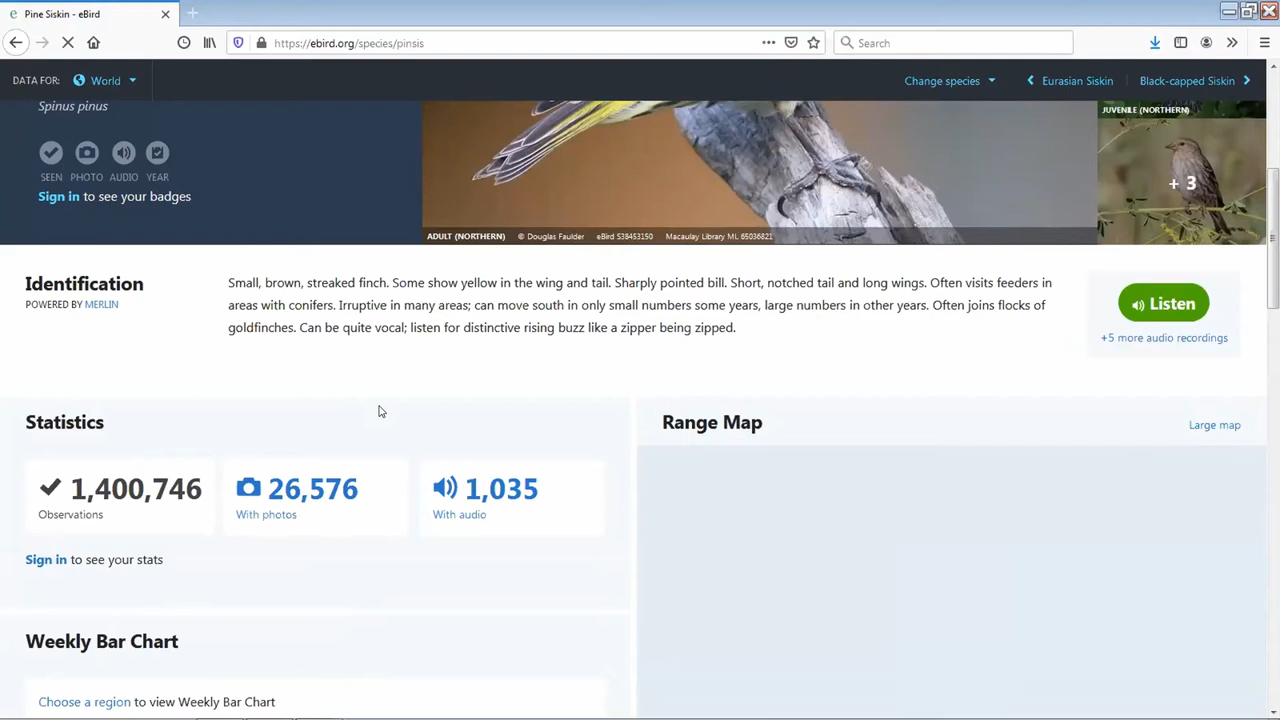 Pine Siskin - eBird
https://ebird.org/species/pinsis
Search
DATA FOR: World
Change species
Eurasian Siskin
Black-capped Siskin
Spinus pinus
JUVENILE (NORTHERN)
+ 3
SEEN PHOTO AUDIO YEAR
Sign in to see your badges
ADULT (NORTHERN) © Douglas Faulder eBird S38453150 Macaulay Library ML 65036821
Identification
POWERED BY MERLIN
Small, brown, streaked finch. Some show yellow in the wing and tail. Sharply pointed bill. Short, notched tail and long wings. Often visits feeders in
areas with conifers. Irruptive in many areas; can move south in only small numbers some years, large numbers in other years. Often joins flocks of
goldfinches. Can be quite vocal; listen for distinctive rising buzz like a zipper being zipped.
Listen
+5 more audio recordings
Statistics
Range Map
Large map
1,400,746
Observations
26,576
With photos
1,035
With audio
Sign in to see your stats
Weekly Bar Chart
Choose a region to view Weekly Bar Chart